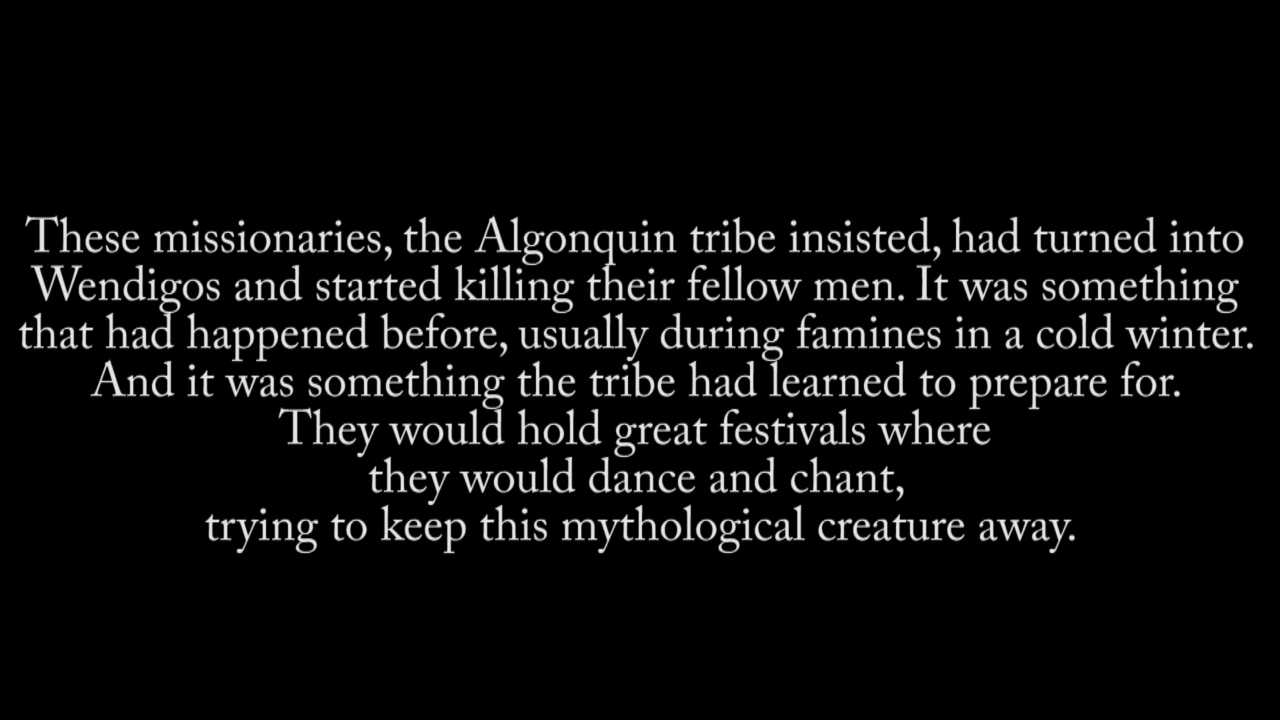 These missionaries, the Algonquin tribe insisted, had turned into
Wendigos and started killing their fellow men. It was something
that had happened before, usually during famines in a cold winter.
And it was something the tribe had learned to prepare for.
They would hold great festivals where
they would dance and chant,
trying to keep this mythological creature away.